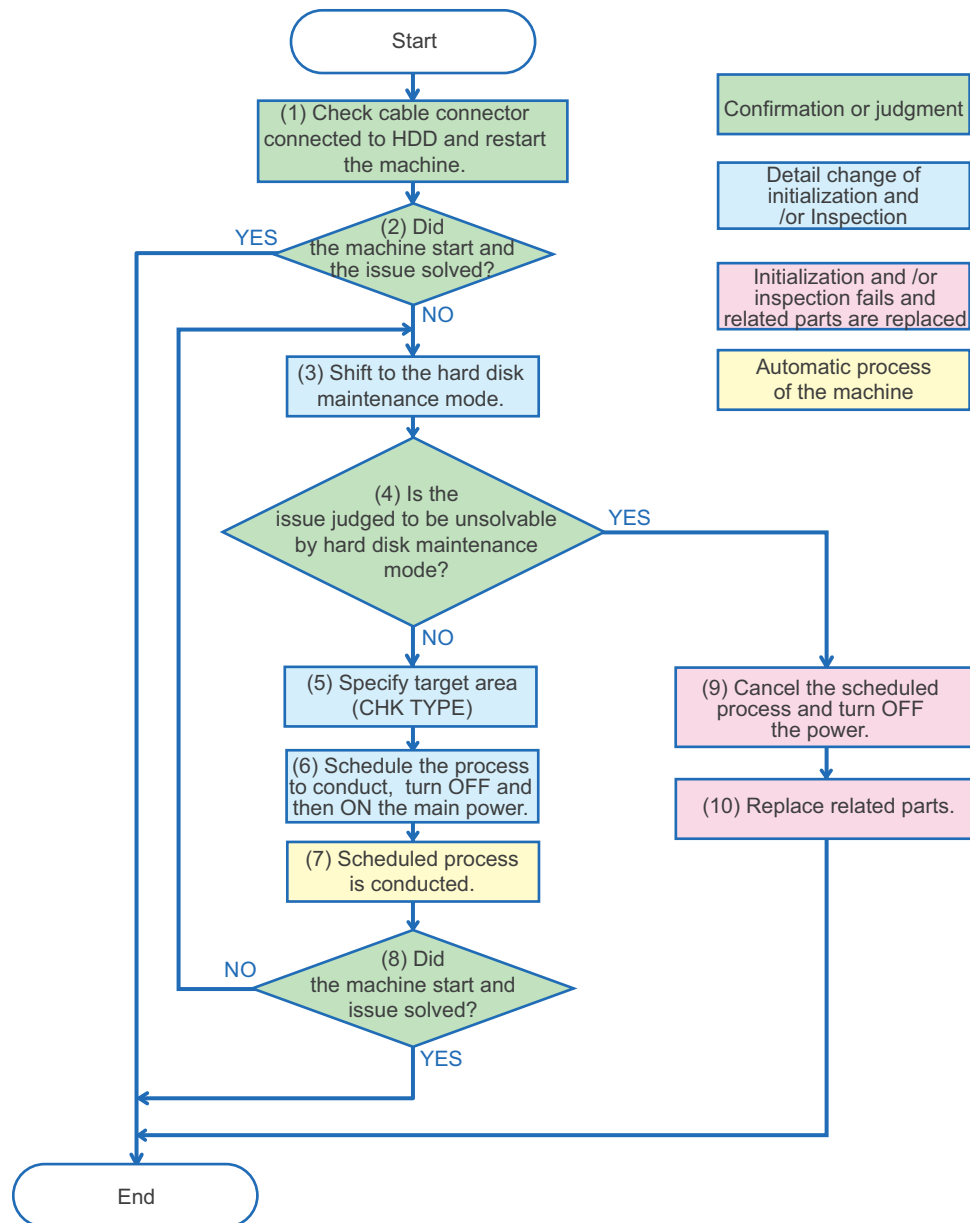 Start
(1) Check cable connector
connected to HDD and restart
the machine.
(2) Did
the machine start and
the issue solved?
YES
NO
(3) Shift to the hard disk
maintenance mode.
(4) Is the
issue judged to be unsolvable
by hard disk maintenance
mode?
YES
NO
(5) Specify target area
(CHK TYPE)
(6) Schedule the process
to conduct, turn OFF and
then ON the main power.
(7) Scheduled process
is conducted.
(8) Did
the machine start and
issue solved?
NO
YES
(9) Cancel the scheduled
process and turn OFF
the power.
(10) Replace related parts.
End
Confirmation or judgment
Detail change of
initialization and
/or Inspection
Initialization and /or
inspection fails and
related parts are replaced
Automatic process
of the machine